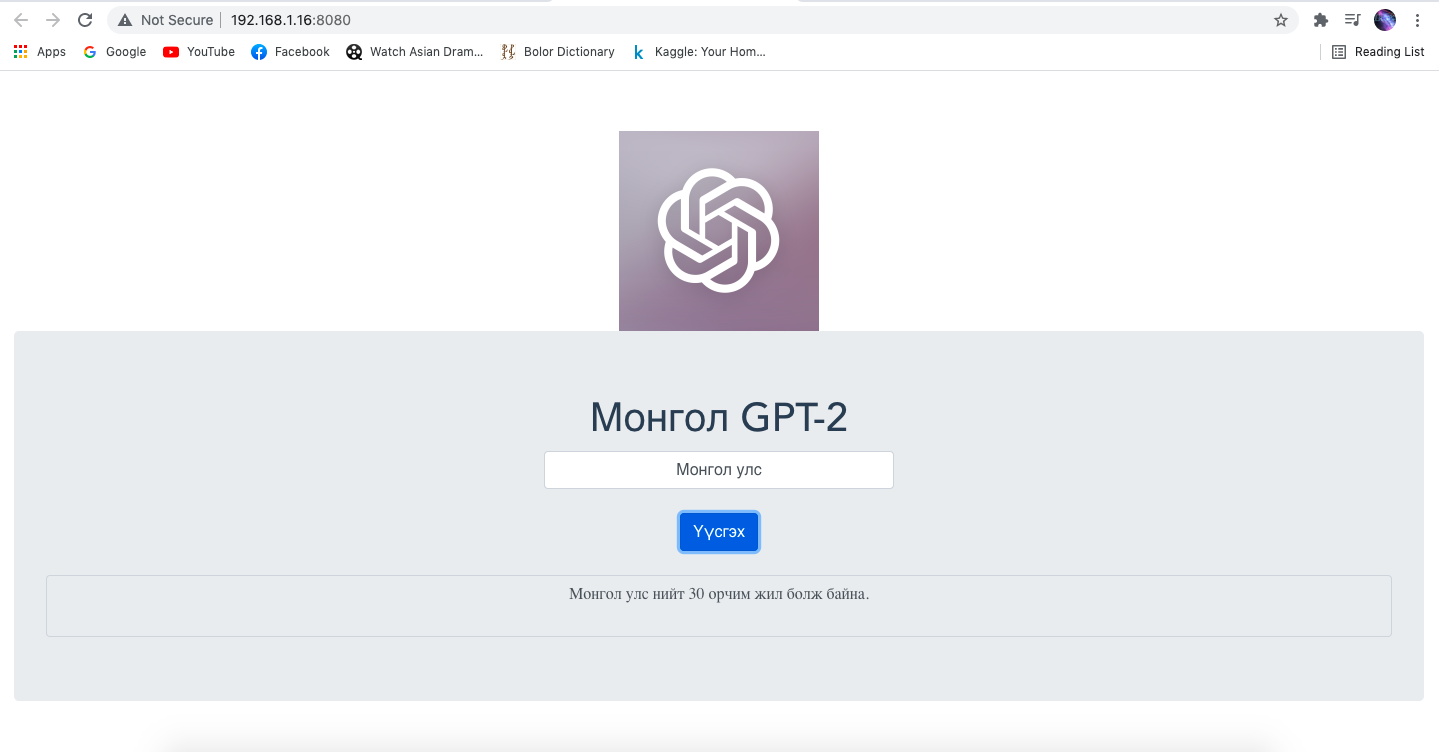 Not Secure 192.168.1.16:8080
Apps Google YouTube Facebook Watch Asian Dram... Bolor Dictionary Kaggle: Your Hom... Reading List
Монгол GPT-2
Монгол улс
Үүсгэх
Монгол улс нийт 30 орчим жил болж байна.